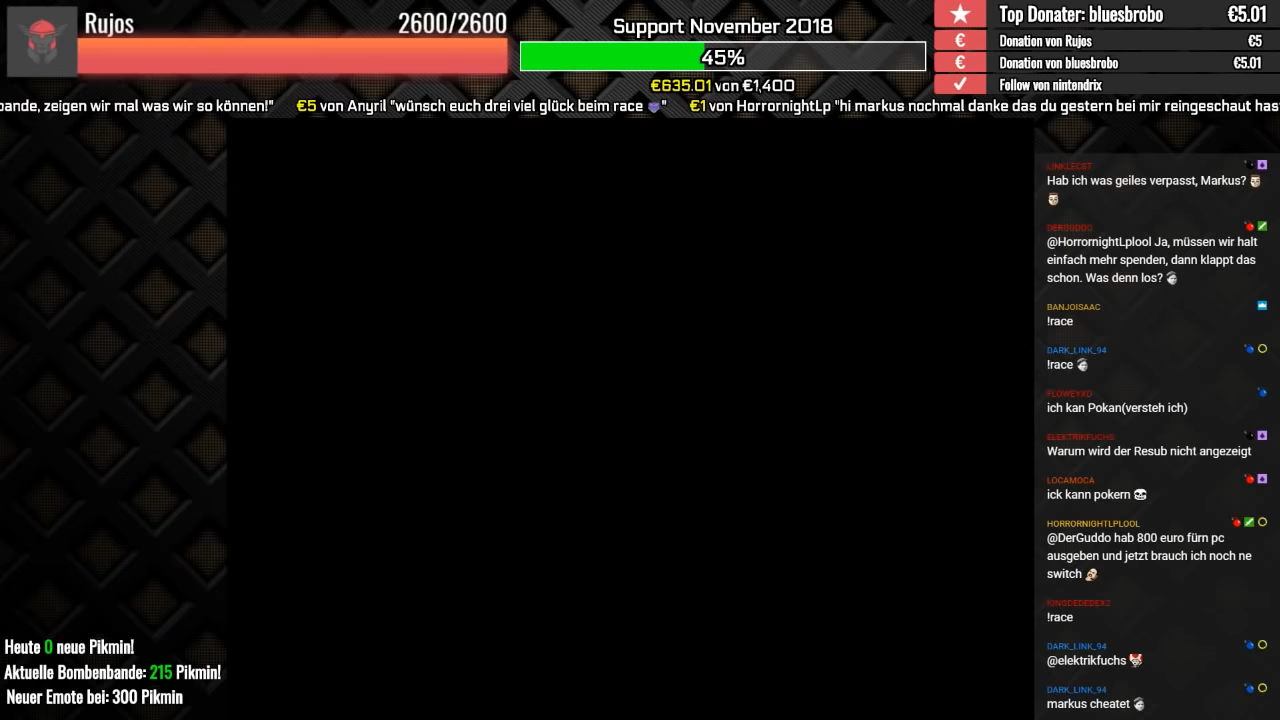 Rujos
2600/2600
Support November 2018
45%
€635.01 von €1,400
Top Donater: bluesbrobo €5.01
Donation von Rujos €5
Donation von bluesbrobo €5.01
Follow von nintendrix
bande, zeigen wir mal was wir so können!" €5 von Anyril "wünsch euch drei viel glück beim race 💜" €1 von HorrornightLp "hi markus nochmal danke das du gestern bei mir reingeschaut has
LINKLECST
Hab ich was geiles verpasst, Markus?
DERGUDDO
@HorrornightLplool Ja, müssen wir halt
einfach mehr spenden, dann klappt das
schon. Was denn los?
BANJOISAAC
!race
DARK_LINK_94
!race
FLOWEYXD
ich kan Pokan(versteh ich)
ELEKTRIKFUCHS
Warum wird der Resub nicht angezeigt
LOCAMOCA
ick kann pokern
HORRORNIGHTLPLOOL
@DerGuddo hab 800 euro fürn pc
ausgeben und jetzt brauch ich noch ne
switch
!race
DARK_LINK_94
@elektrikfuchs
DARK_LINK_94
markus cheatet
Heute 0 neue Pikmin!
Aktuelle Bombenbande: 215 Pikmin!
Neuer Emote bei: 300 Pikmin